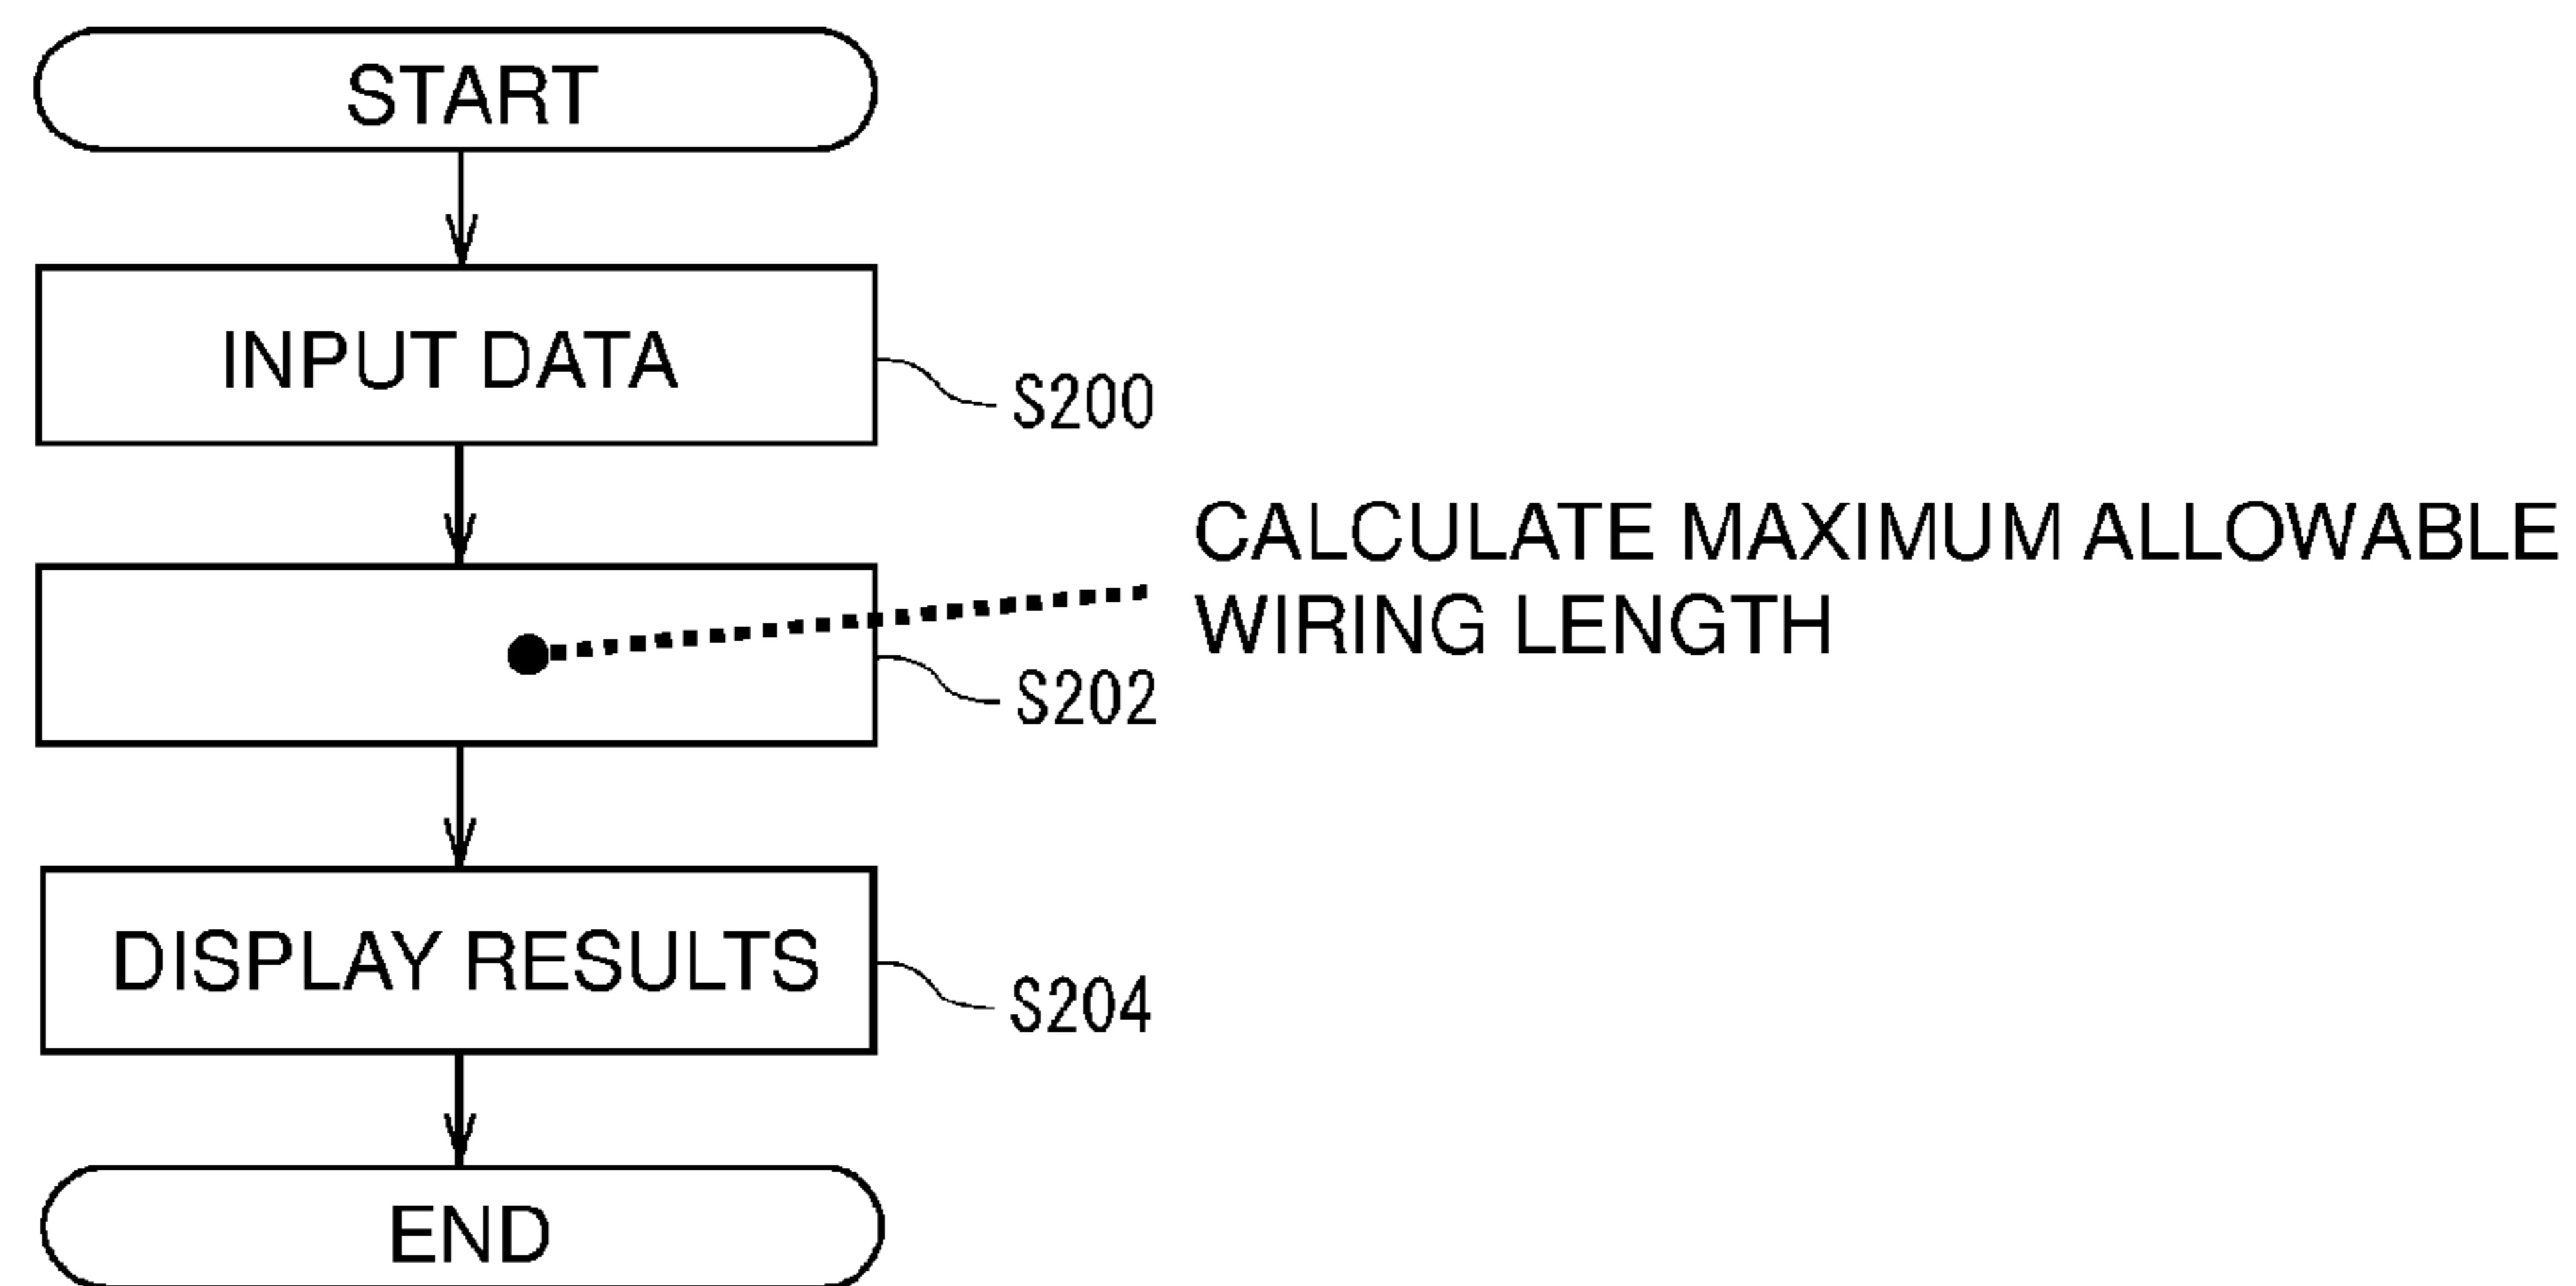 START
INPUT DATA
S200
CALCULATE MAXIMUM ALLOWABLE
WIRING LENGTH
S202
DISPLAY RESULTS
S204
END